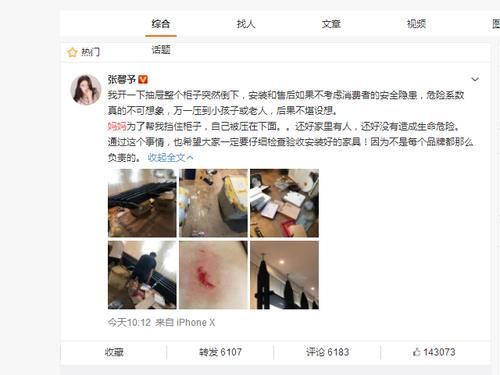 综合 找人 文章 视频
热门 话题
张馨予
我开一下抽屉整个柜子突然倒下，安装和售后如果不考虑消费者的安全隐患，危险系数
真的不可想象，万一压到小孩子或老人，后果不堪设想。
妈妈为了帮我挡住柜子，自己被压在下面。。还好家里有人，还好没有造成生命危险。
通过这个事情，也希望大家一定要仔细检查验收安装好的家具！因为不是每个品牌都那么
负责的。 收起全文
今天10:12 来自 iPhone X
收藏 转发 6107 评论 6183 143073